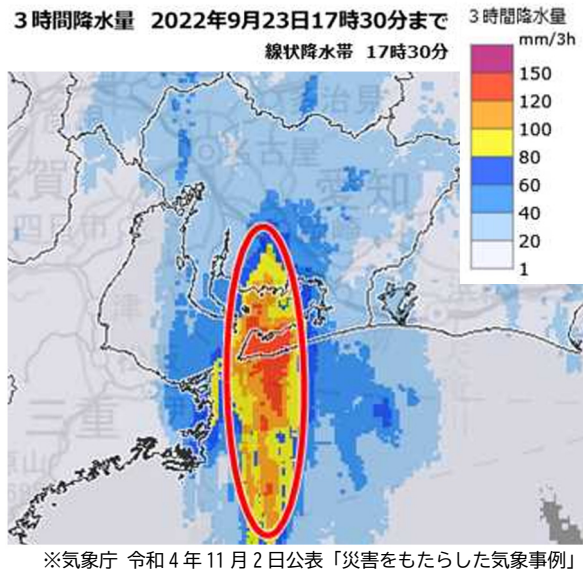 3時間降水量 2022年9月23日17時30分まで
線状降水帯 17時30分
3時間降水量
mm/3h
150
120
100
80
60
40
20
1
多治見
名古屋
愛知
滋賀
四日市
津
三重
※気象庁 令和4年11月2日公表「災害をもたらした気象事例」